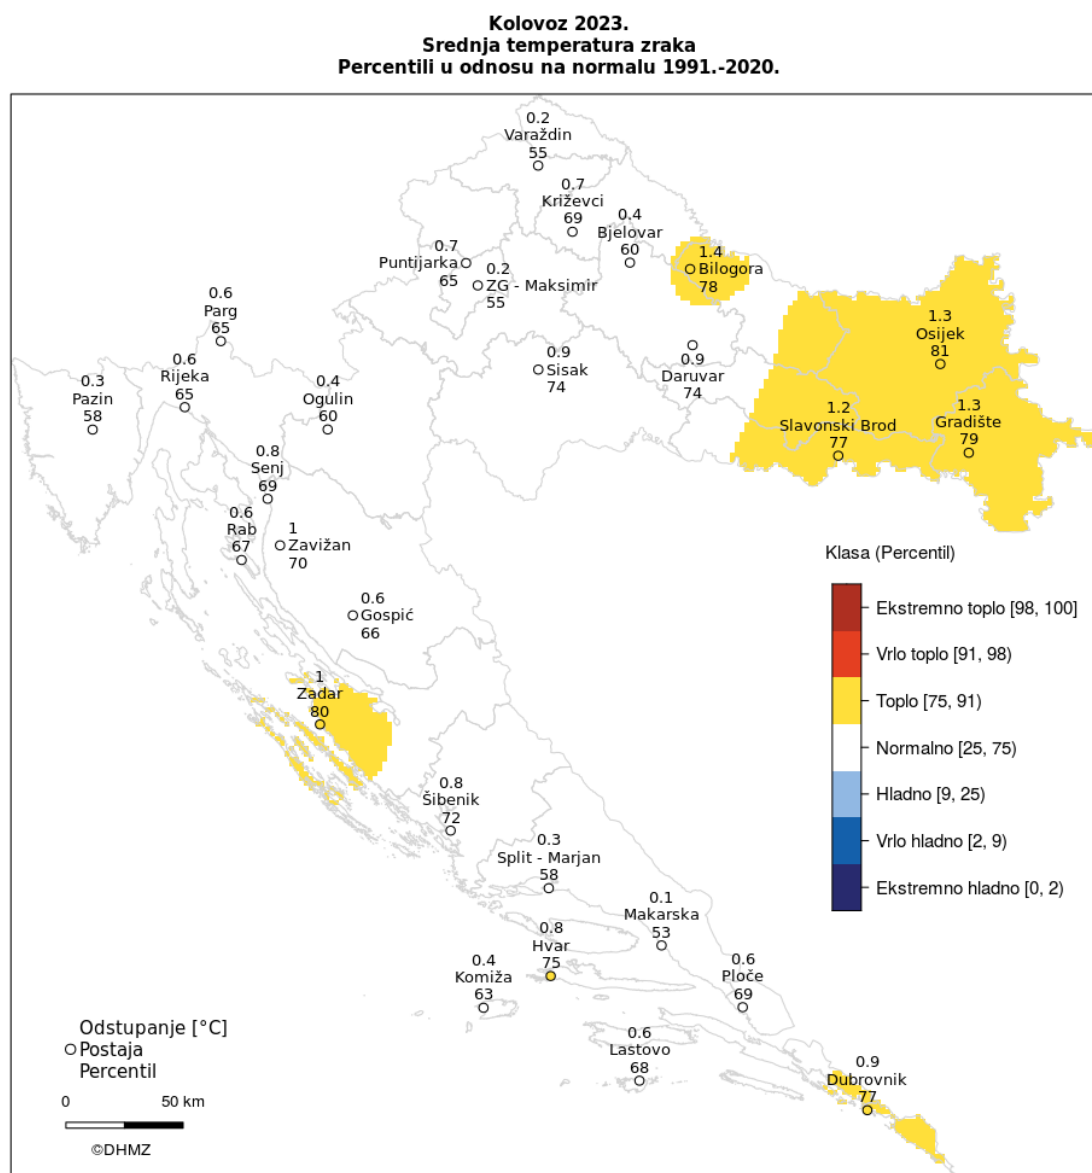 Kolovoz 2023.
Srednja temperatura zraka
Percentili u odnosu na normalu 1991.-2020.
0.2
Varaždin
55
0.7
Križevci
69
0.4
Bjelovar
60
1.4
Bilogora
78
0.7
Puntijarka
65
0.2
ZG - Maksimir
55
0.6
Parg
65
1.3
Osijek
81
0.6
Rijeka
65
0.3
Pazin
58
0.4
Ogulin
60
0.9
Sisak
74
0.9
Daruvar
74
1.2
Slavonski Brod
77
1.3
Gradište
79
0.8
Senj
69
0.6
Rab
67
1
Zavižan
70
0.6
Gospić
66
1
Zadar
80
0.8
Šibenik
72
0.3
Split - Marjan
58
0.1
Makarska
53
0.8
Hvar
75
0.4
Komiža
63
0.6
Ploče
69
0.6
Lastovo
68
0.9
Dubrovnik
77
Klasa (Percentil)
Ekstremno toplo [98, 100]
Vrlo toplo [91, 98)
Toplo [75, 91)
Normalno [25, 75)
Hladno [9, 25)
Vrlo hladno [2, 9)
Ekstremno hladno [0, 2)
Odstupanje [°C]
Postaja
Percentil
0 50 km
©DHMZ